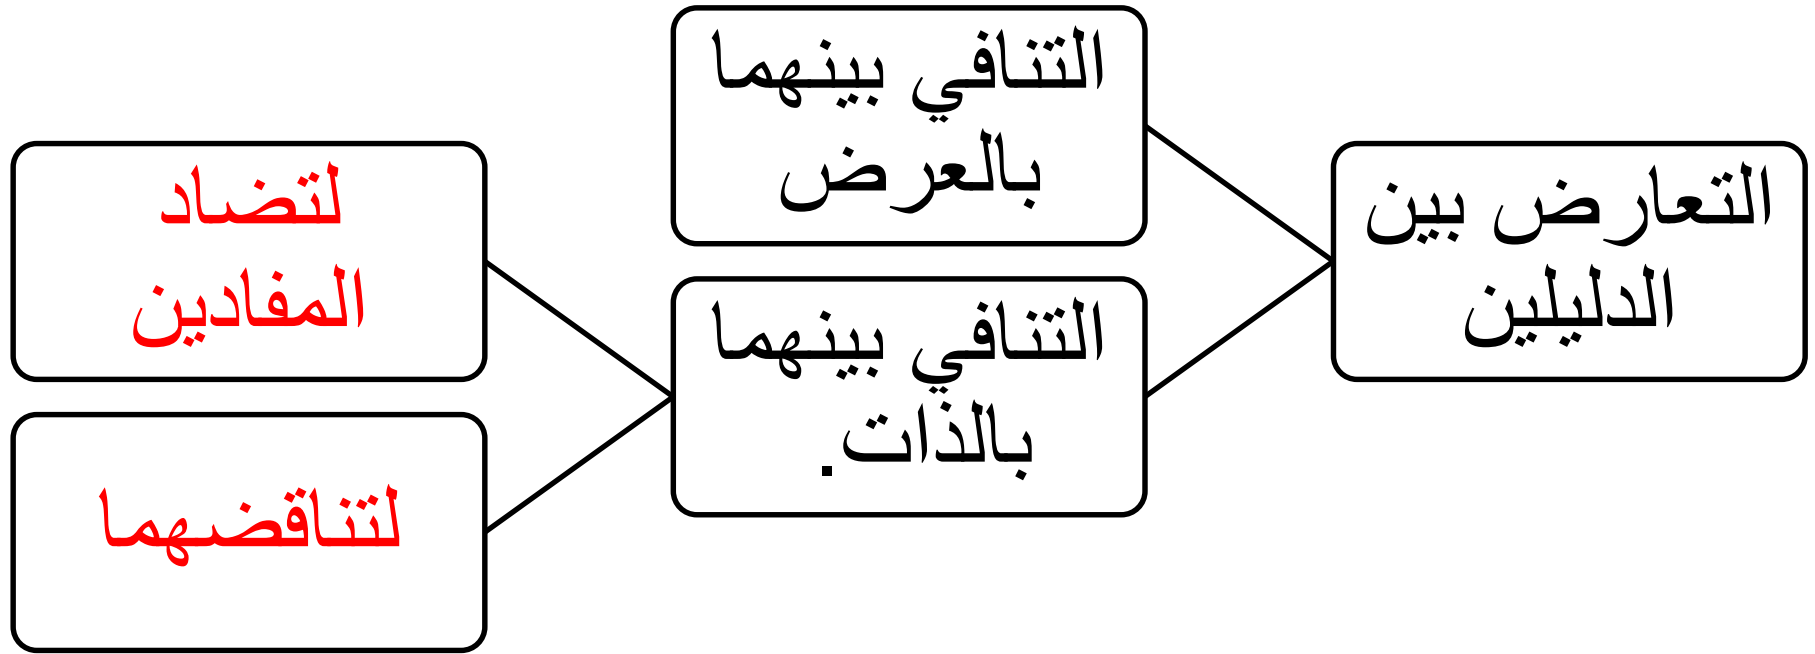 التعارض بين
الدليلين
التنافي بينهما
بالعرض
التنافي بينهما
بالذات.
لتضاد
المفادين
لتناقضهما